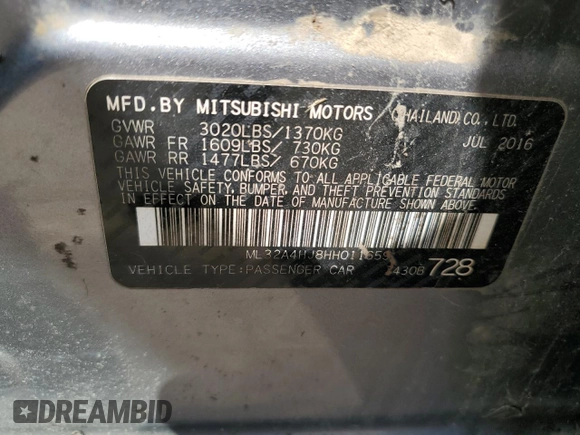 MFD.BY MITSUBISHI MOTORS (THAILAND)CO.,LTD.
GVWR 3020LBS/1370KG JUL 2016
GAWR FR 1609LBS/ 730KG
GAWR RR 1477LBS/ 670KG
THIS VEHICLE CONFORMS TO ALL APPLICABLE FEDERAL MOTOR
VEHICLE SAFETY, BUMPER, AND THEFT PREVENTION STANDARDS
IN EFFECT ON THE DATE OF MANUFACTURE SHOWN ABOVE.
ML32A4HJ8HH011659
VEHICLE TYPE:PASSENGER CAR 728
DREAMBID